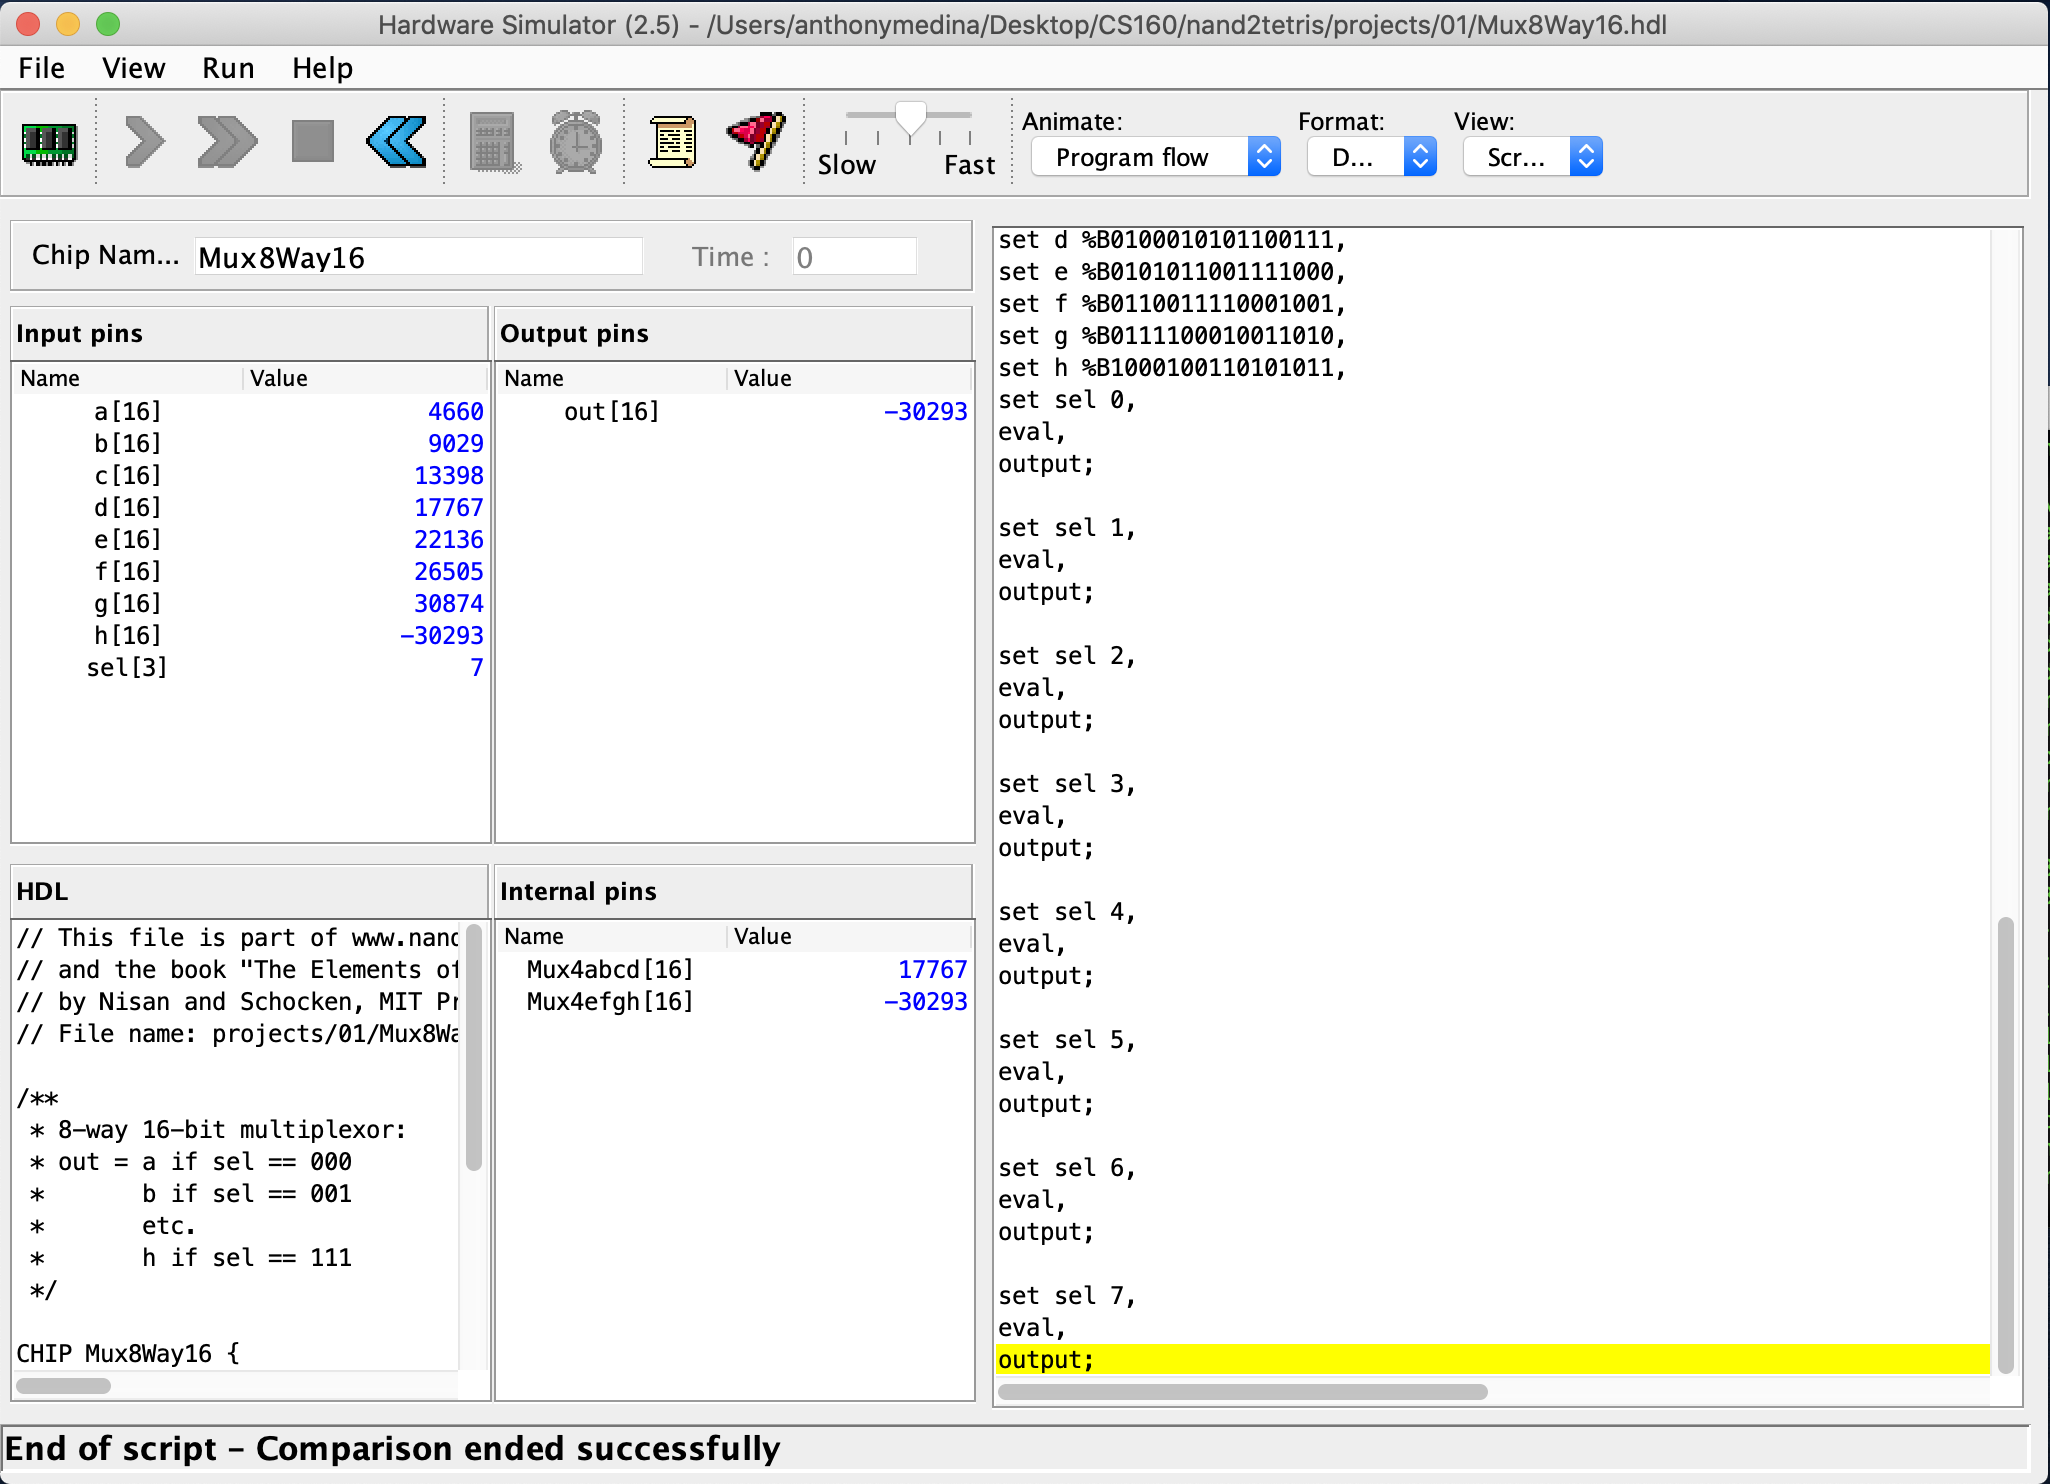 Hardware Simulator (2.5) - /Users/anthonymedina/Desktop/CS160/nand2tetris/projects/01/Mux8Way16.hdl
File View Run Help
Animate: Format: View:
Slow Fast Program flow D... Scr...
Chip Nam... Mux8Way16 Time : 0
Input pins
Name Value
a[16] 4660
b[16] 9029
c[16] 13398
d[16] 17767
e[16] 22136
f[16] 26505
g[16] 30874
h[16] -30293
sel[3] 7
Output pins
Name Value
out[16] -30293
HDL
// This file is part of www.nand
// and the book "The Elements of
// by Nisan and Schocken, MIT Pr
// File name: projects/01/Mux8Wa
/**
* 8-way 16-bit multiplexor:
* out = a if sel == 000
* b if sel == 001
* etc.
* h if sel == 111
*/
CHIP Mux8Way16 {
Internal pins
Name Value
Mux4abcd[16] 17767
Mux4efgh[16] -30293
set d %B0100010101100111,
set e %B0101011001111000,
set f %B0110011110001001,
set g %B0111100010011010,
set h %B1000100110101011,
set sel 0,
eval,
output;
set sel 1,
eval,
output;
set sel 2,
eval,
output;
set sel 3,
eval,
output;
set sel 4,
eval,
output;
set sel 5,
eval,
output;
set sel 6,
eval,
output;
set sel 7,
eval,
output;
End of script - Comparison ended successfully